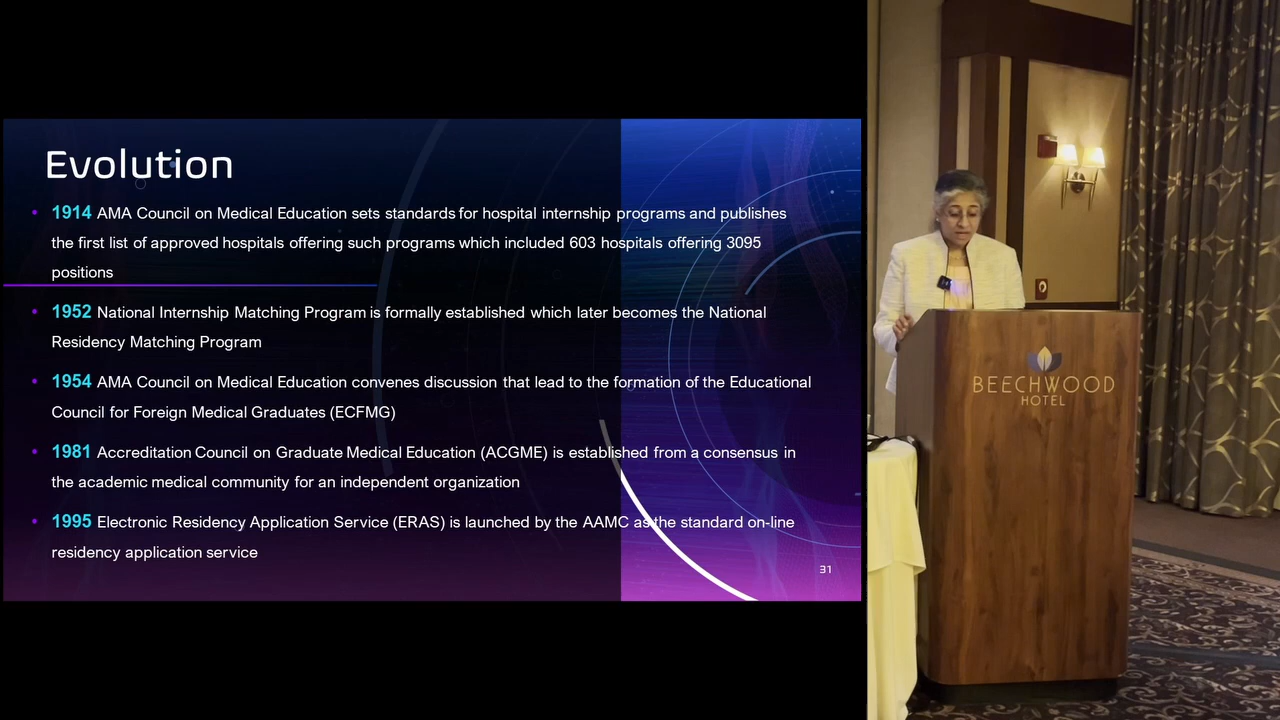 Evolution
• 1914 AMA Council on Medical Education sets standards for hospital internship programs and publishes
the first list of approved hospitals offering such programs which included 603 hospitals offering 3095
positions
• 1952 National Internship Matching Program is formally established which later becomes the National
Residency Matching Program
• 1954 AMA Council on Medical Education convenes discussion that lead to the formation of the Educational
Council for Foreign Medical Graduates (ECFMG)
• 1981 Accreditation Council on Graduate Medical Education (ACGME) is established from a consensus in
the academic medical community for an independent organization
• 1995 Electronic Residency Application Service (ERAS) is launched by the AAMC as the standard on-line
residency application service
31
BEECHWOOD
HOTEL